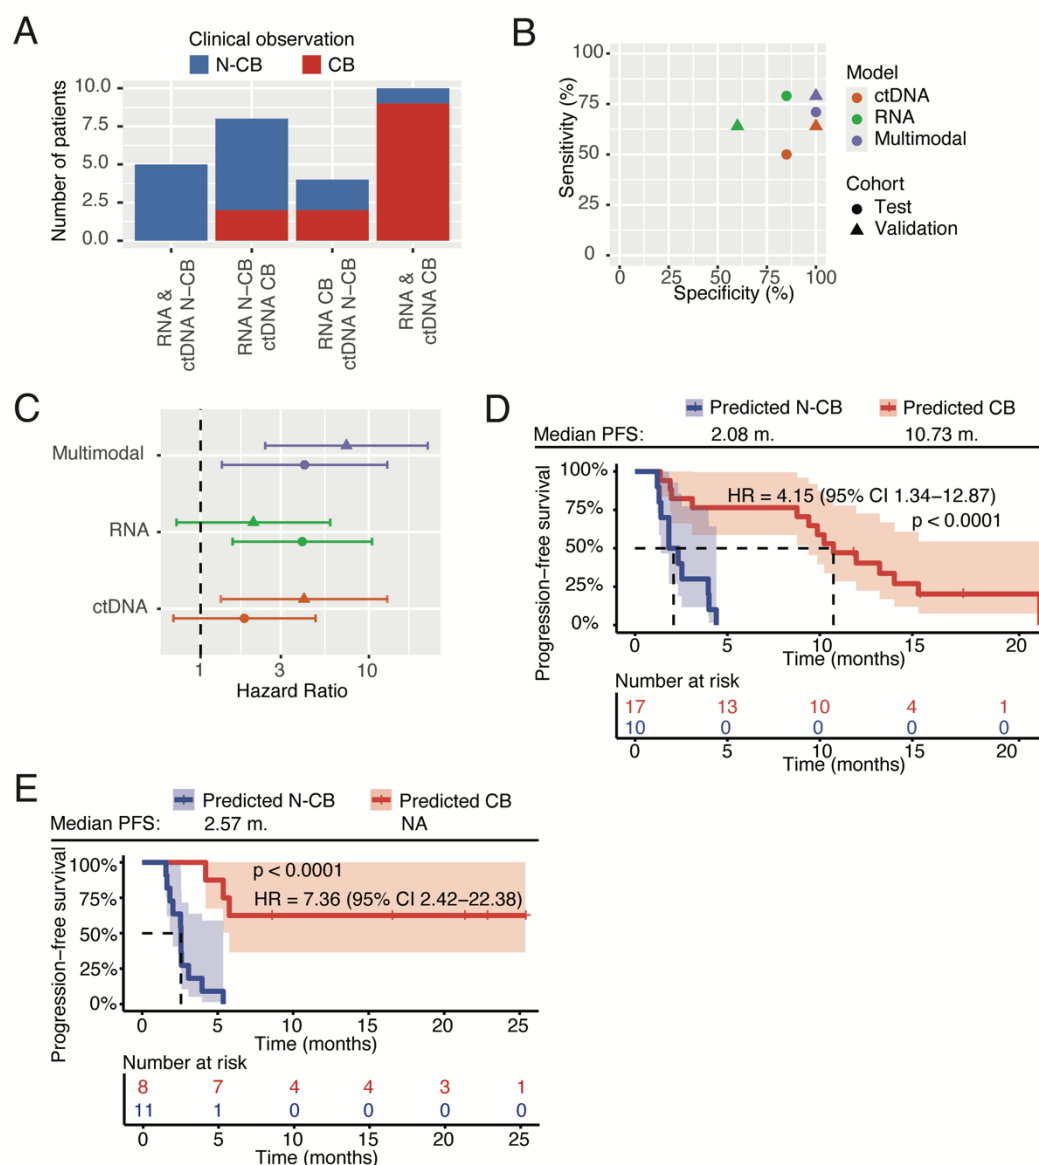 A
Clinical observation
N−CB CB
10.0
7.5
5.0
2.5
0.0
Number of patients
RNA &
ctDNA N−CB
RNA N−CB
ctDNA CB
RNA CB
ctDNA N−CB
RNA &
ctDNA CB
B
100
75
50
25
0
Sensitivity (%)
0 25 50 75 100
Specificity (%)
Model
ctDNA
RNA
Multimodal
Cohort
Test
Validation
C
Multimodal
RNA
ctDNA
1 3 10
Hazard Ratio
D
Predicted N−CB Predicted CB
Median PFS: 2.08 m. 10.73 m.
Progression−free survival
100%
75%
50%
25%
0%
HR = 4.15 (95% CI 1.34−12.87)
p < 0.0001
0 5 10 15 20
Time (months)
Number at risk
17 13 10 4 1
10 0 0 0 0
0 5 10 15 20
Time (months)
E
Predicted N−CB Predicted CB
Median PFS: 2.57 m. NA
Progression−free survival
100%
75%
50%
25%
0%
p < 0.0001
HR = 7.36 (95% CI 2.42−22.38)
0 5 10 15 20 25
Time (months)
Number at risk
8 7 4 4 3 1
11 1 0 0 0 0
0 5 10 15 20 25
Time (months)